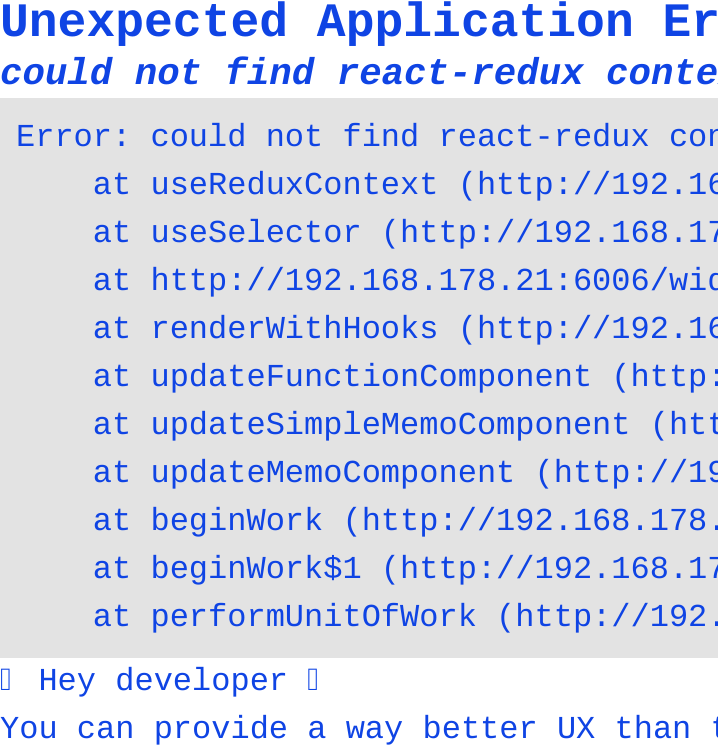 Unexpected Application Er
could not find react-redux conte
Error: could not find react-redux con
at useReduxContext (http://192.16
at useSelector (http://192.168.17
at http://192.168.178.21:6006/wid
at renderWithHooks (http://192.16
at updateFunctionComponent (http:
at updateSimpleMemoComponent (htt
at updateMemoComponent (http://19
at beginWork (http://192.168.178.
at beginWork$1 (http://192.168.17
at performUnitOfWork (http://192.
Hey developer
You can provide a way better UX than t